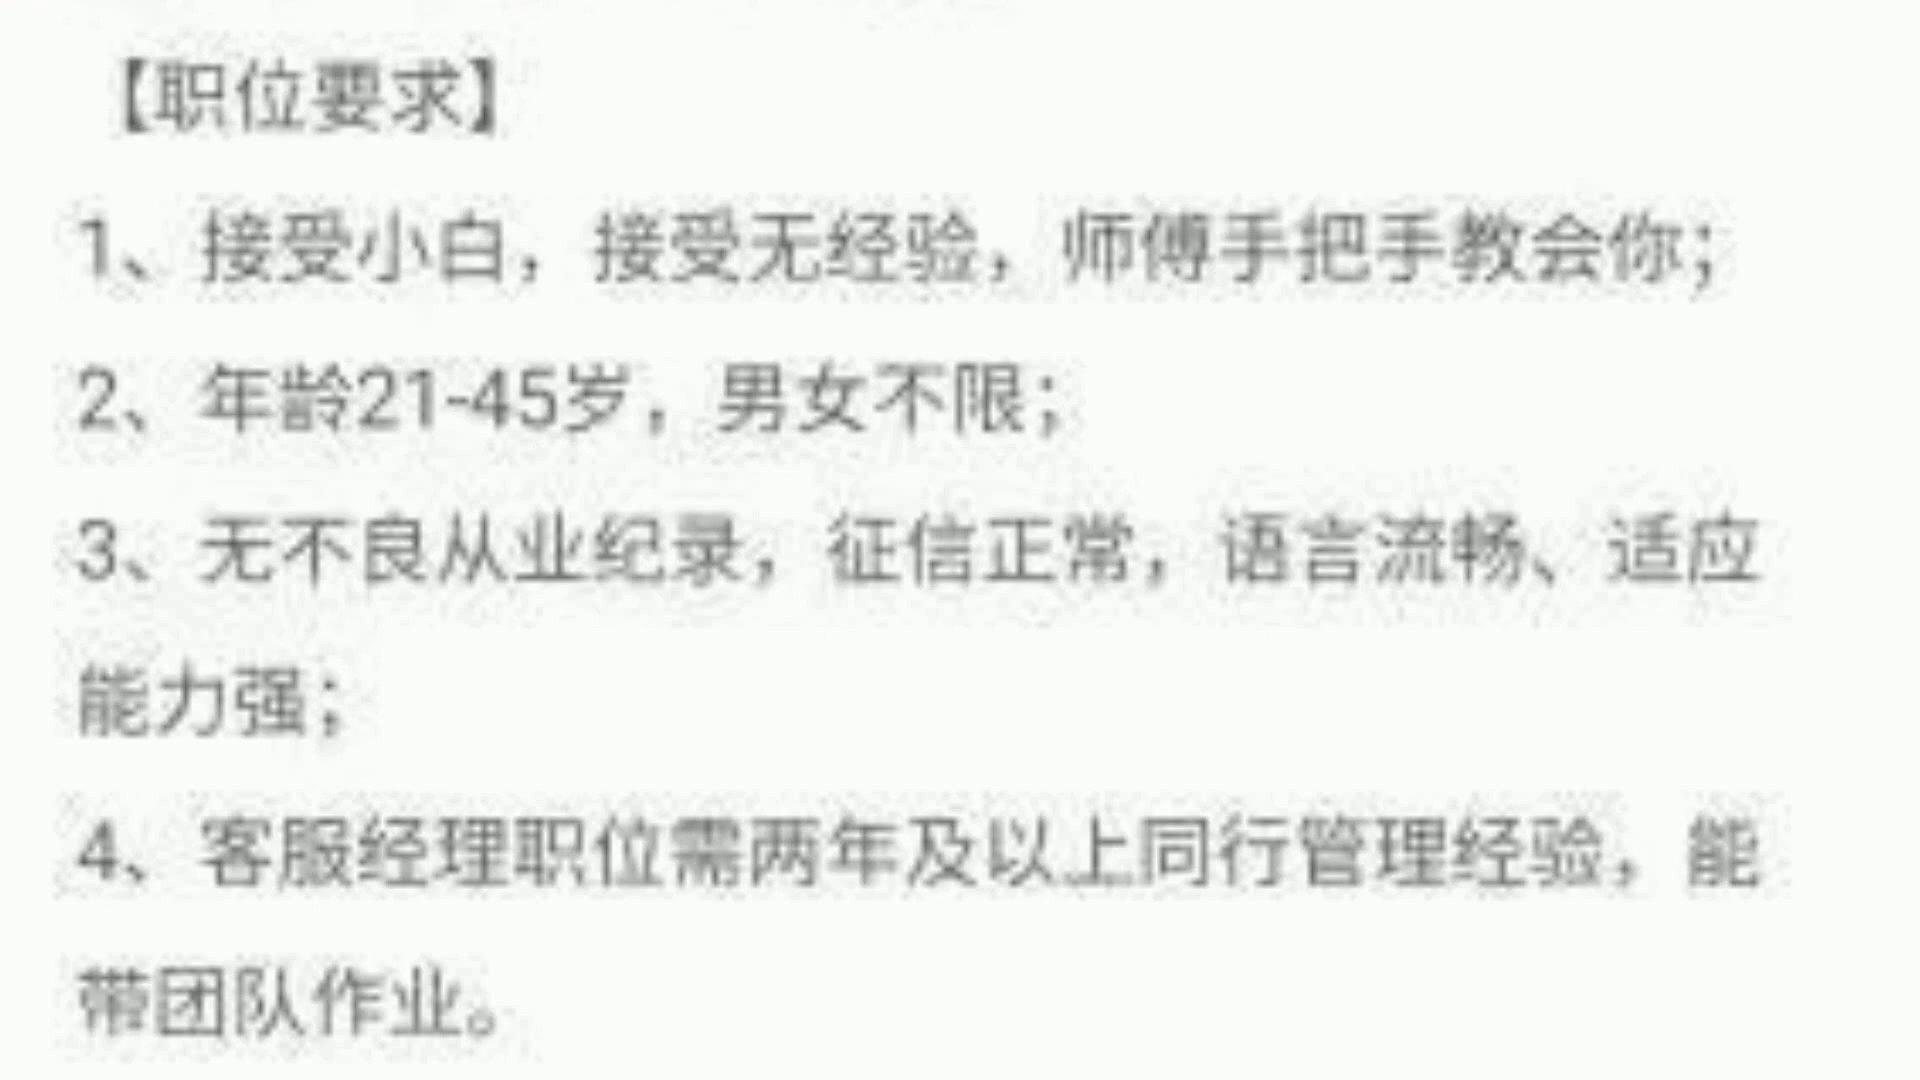 【职位要求】
1、接受小白，接受无经验，师傅手把手教会你；
2、年龄21-45岁，男女不限；
3、无不良从业纪录，征信正常，语言流畅、适应
能力强；
4、客服经理职位需两年及以上同行管理经验，能
带团队作业。